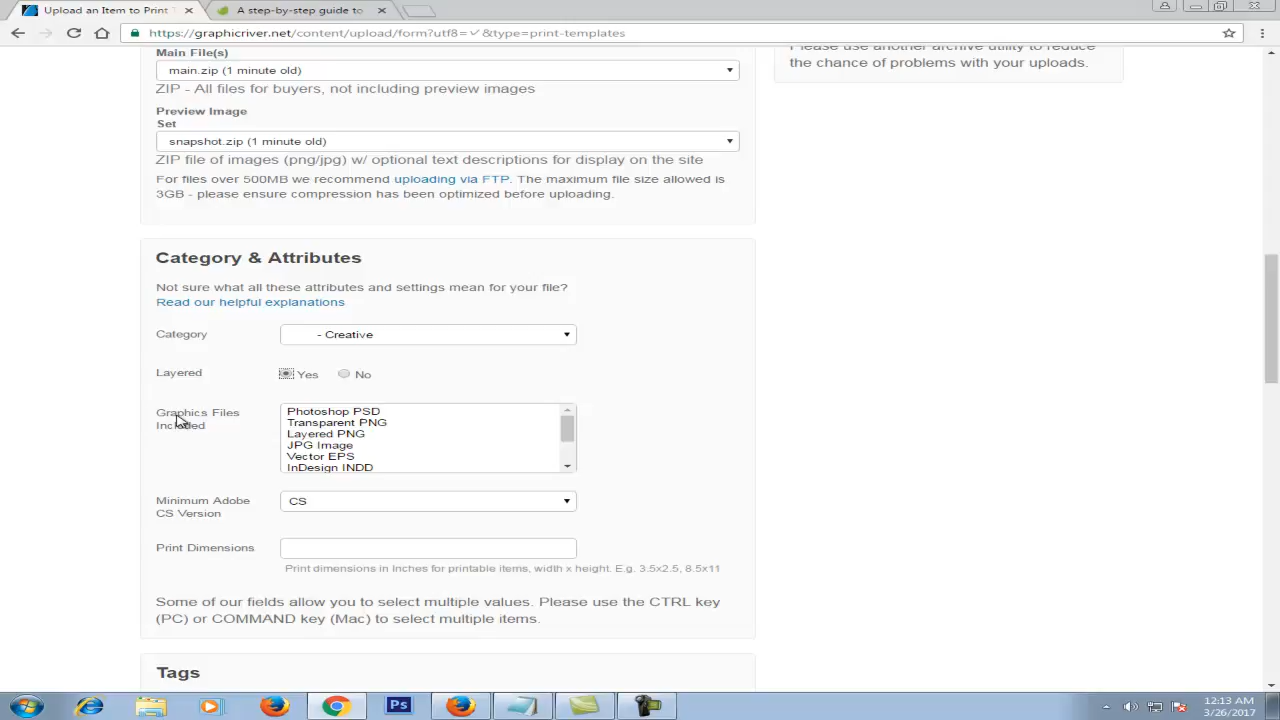 Upload an Item to Print T
A step-by-step guide to
https://graphicriver.net/content/upload/form?utf8=✓&type=print-templates
Main File(s)
main.zip (1 minute old)
ZIP - All files for buyers, not including preview images
Preview Image
Set
snapshot.zip (1 minute old)
ZIP file of images (png/jpg) w/ optional text descriptions for display on the site
For files over 500MB we recommend uploading via FTP. The maximum file size allowed is
3GB - please ensure compression has been optimized before uploading.
Please use another archive utility to reduce
the chance of problems with your uploads.
Category & Attributes
Not sure what all these attributes and settings mean for your file?
Read our helpful explanations
Category
- Creative
Layered
Yes
No
Graphics Files
Included
Photoshop PSD
Transparent PNG
Layered PNG
JPG Image
Vector EPS
InDesign INDD
Minimum Adobe
CS Version
CS
Print Dimensions
Print dimensions in Inches for printable items, width x height. E.g. 3.5x2.5, 8.5x11
Some of our fields allow you to select multiple values. Please use the CTRL key
(PC) or COMMAND key (Mac) to select multiple items.
Tags
Ps
12:13 AM
3/26/2017